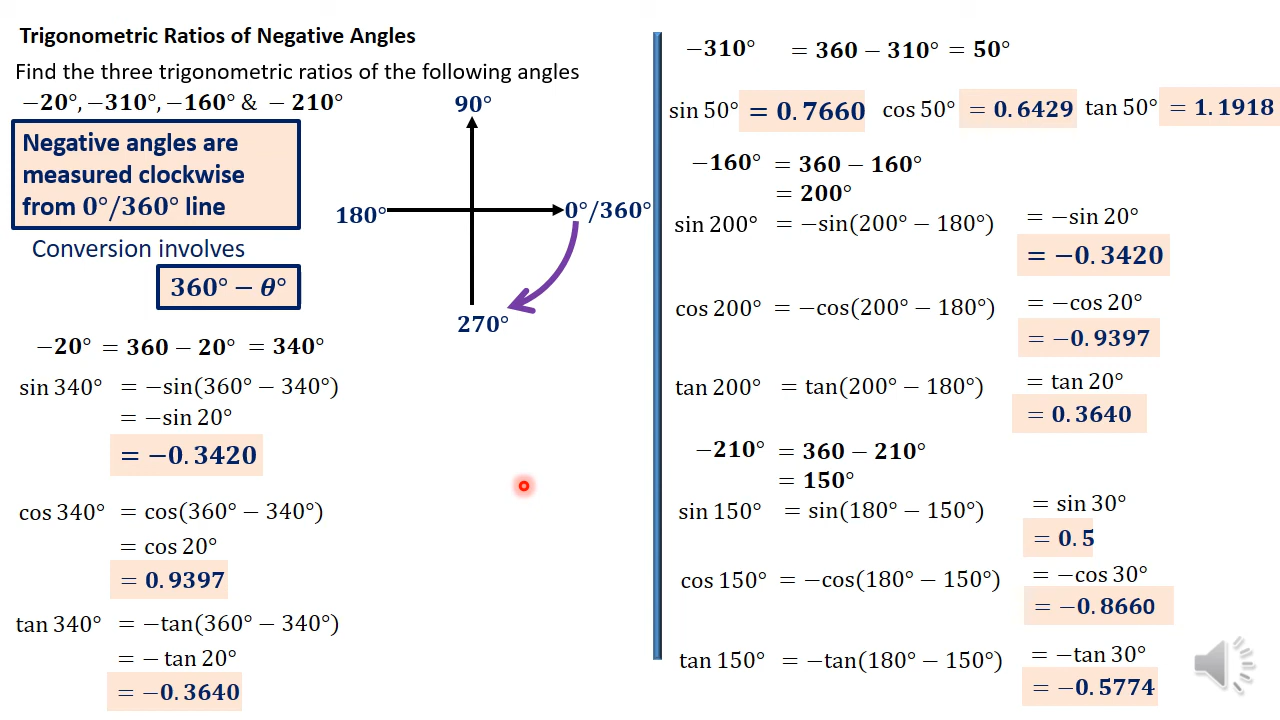 Trigonometric Ratios of Negative Angles
Find the three trigonometric ratios of the following angles
−20°, −310°, −160° & − 210°
Negative angles are
measured clockwise
from 0°/360° line
Conversion involves
360° − θ°
90°
180°
0°/360°
270°
−20° = 360 − 20° = 340°
sin 340° = −sin(360° − 340°)
= −sin 20°
= −0.3420
cos 340° = cos(360° − 340°)
= cos 20°
= 0.9397
tan 340° = −tan(360° − 340°)
= − tan 20°
= −0.3640
−310° = 360 − 310° = 50°
sin 50° = 0.7660 cos 50° = 0.6429 tan 50° = 1.1918
−160° = 360 − 160°
= 200°
sin 200° = −sin(200° − 180°) = −sin 20°
= −0.3420
cos 200° = −cos(200° − 180°) = −cos 20°
= −0.9397
tan 200° = tan(200° − 180°) = tan 20°
= 0.3640
−210° = 360 − 210°
= 150°
sin 150° = sin(180° − 150°) = sin 30°
= 0.5
cos 150° = −cos(180° − 150°) = −cos 30°
= −0.8660
tan 150° = −tan(180° − 150°) = −tan 30°
= −0.5774